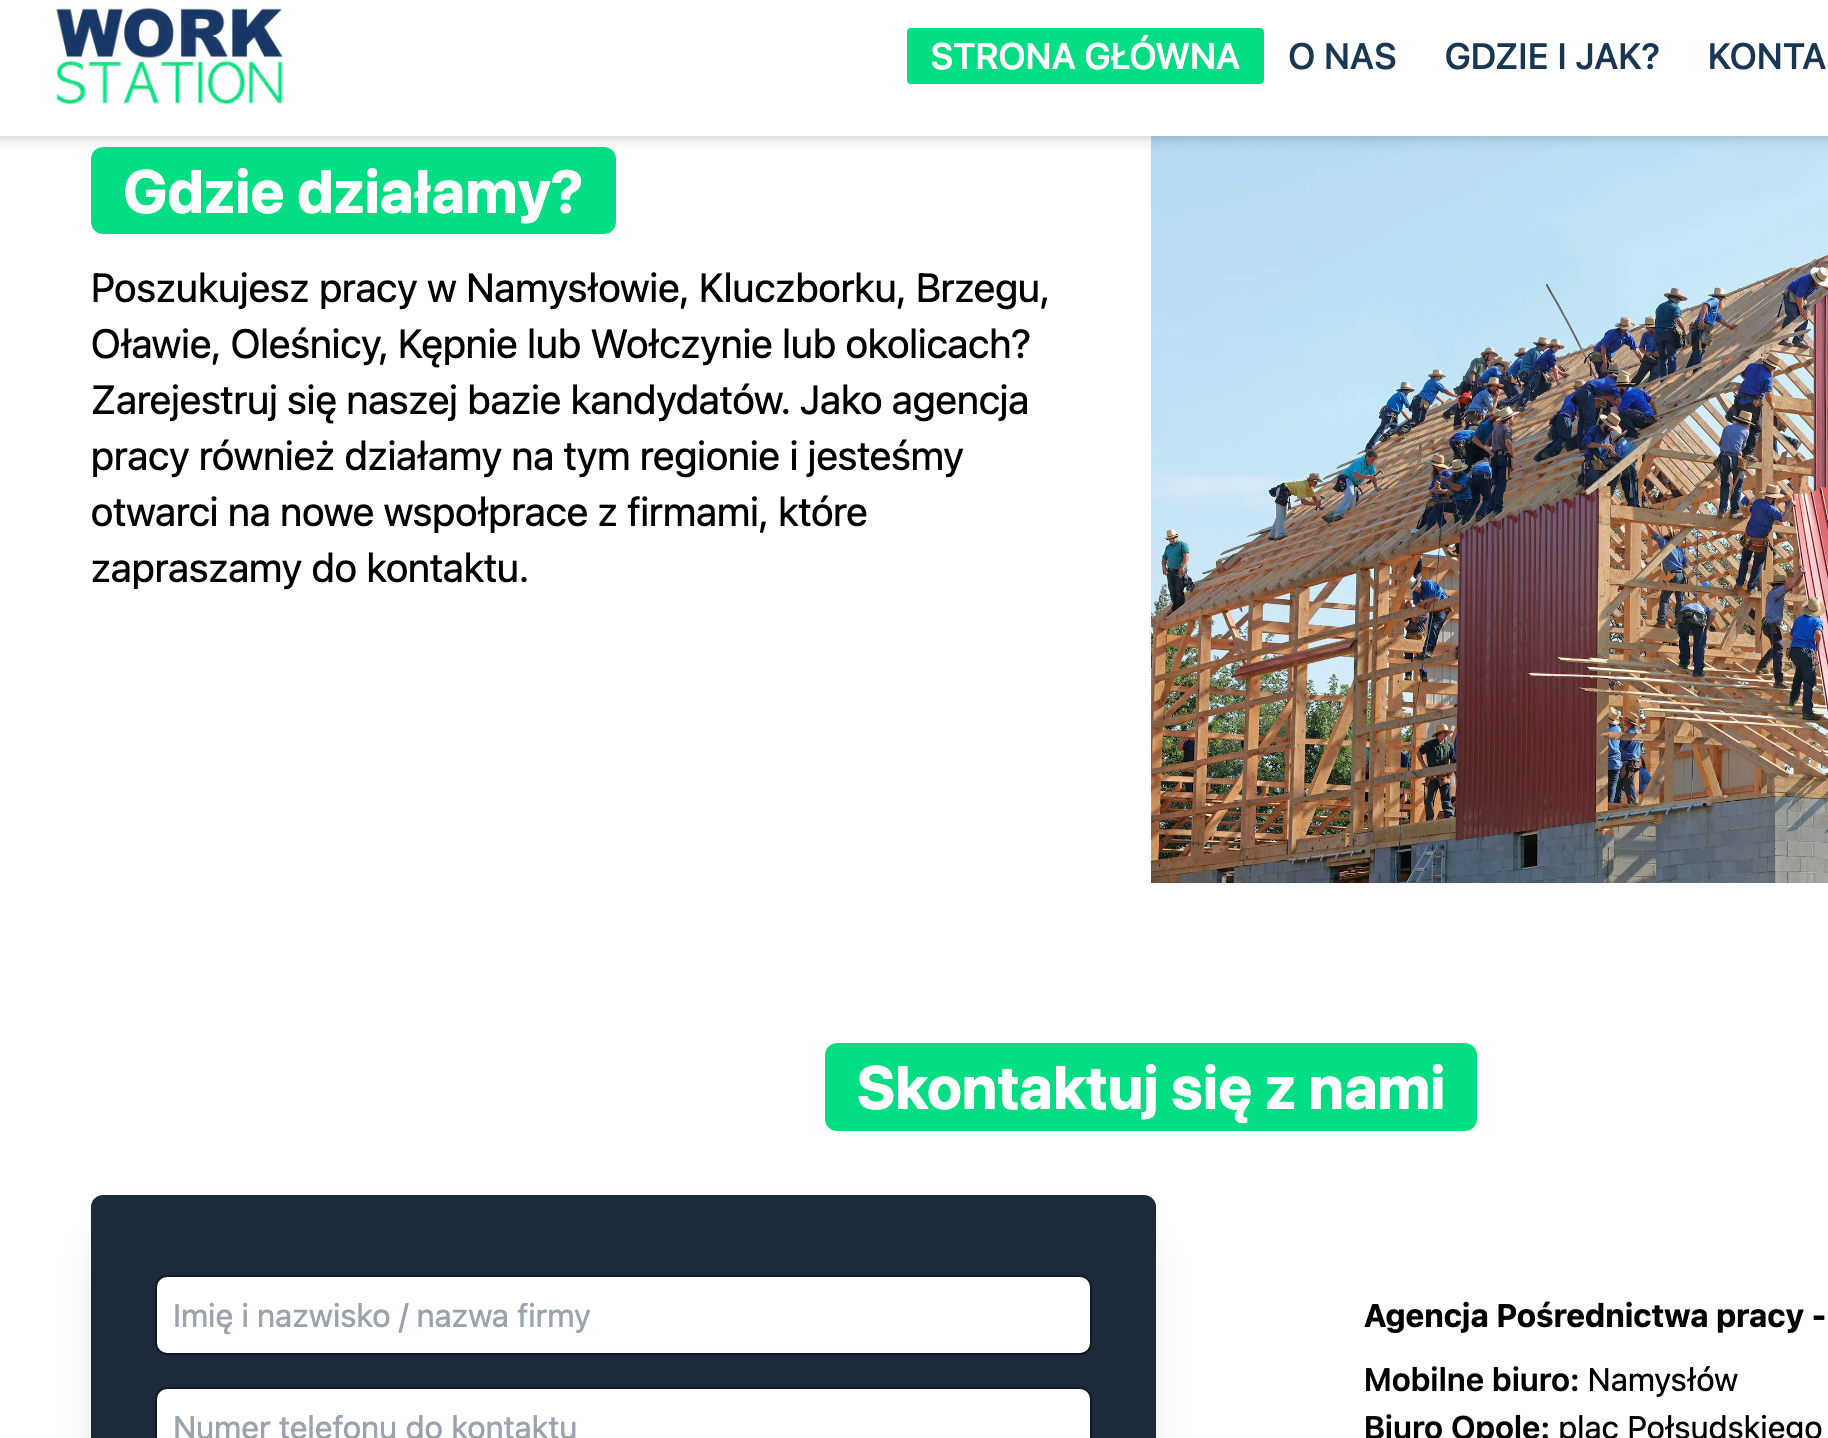 WORK
STATION
STRONA GŁÓWNA
O NAS
GDZIE I JAK?
KONTA
Gdzie działamy?
Poszukujesz pracy w Namysłowie, Kluczborku, Brzegu,
Oławie, Oleśnicy, Kępnie lub Wołczynie lub okolicach?
Zarejestruj się naszej bazie kandydatów. Jako agencja
pracy również działamy na tym regionie i jesteśmy
otwarci na nowe wspołprace z firmami, które
zapraszamy do kontaktu.
Skontaktuj się z nami
Imię i nazwisko / nazwa firmy
Numer telefonu do kontaktu
Agencja Pośrednictwa pracy -
Mobilne biuro: Namysłów
Biuro Opole: plac Połsudskiego